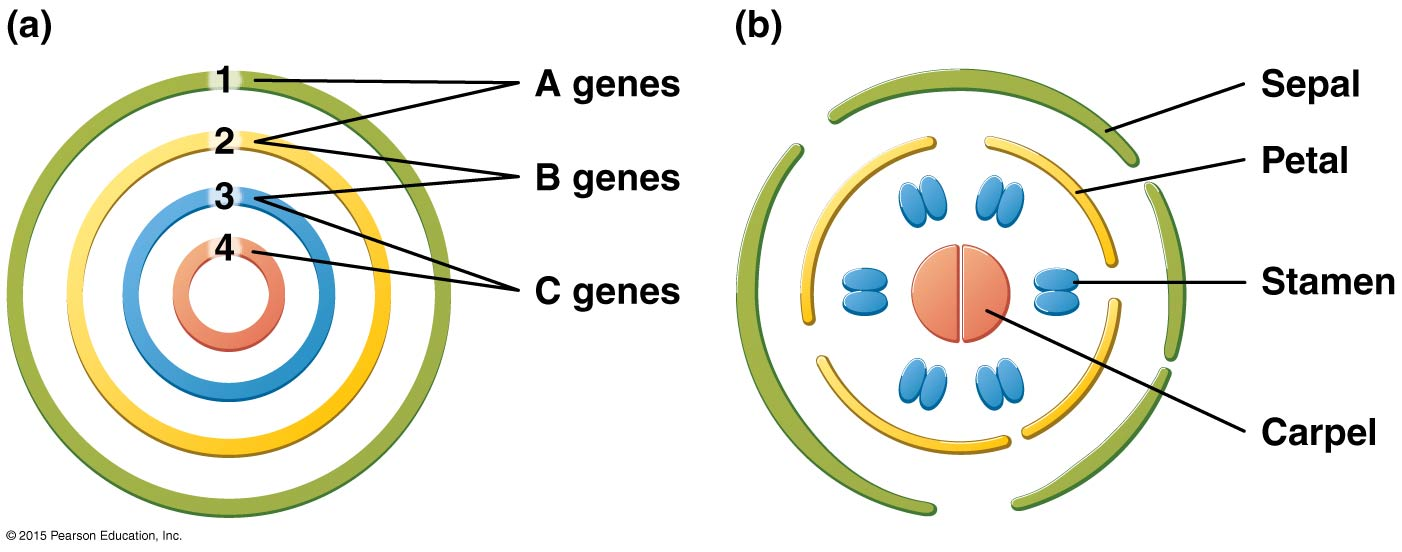 (a)
1
2
3
4
A genes
B genes
C genes
(b)
Sepal
Petal
Stamen
Carpel
© 2015 Pearson Education, Inc.